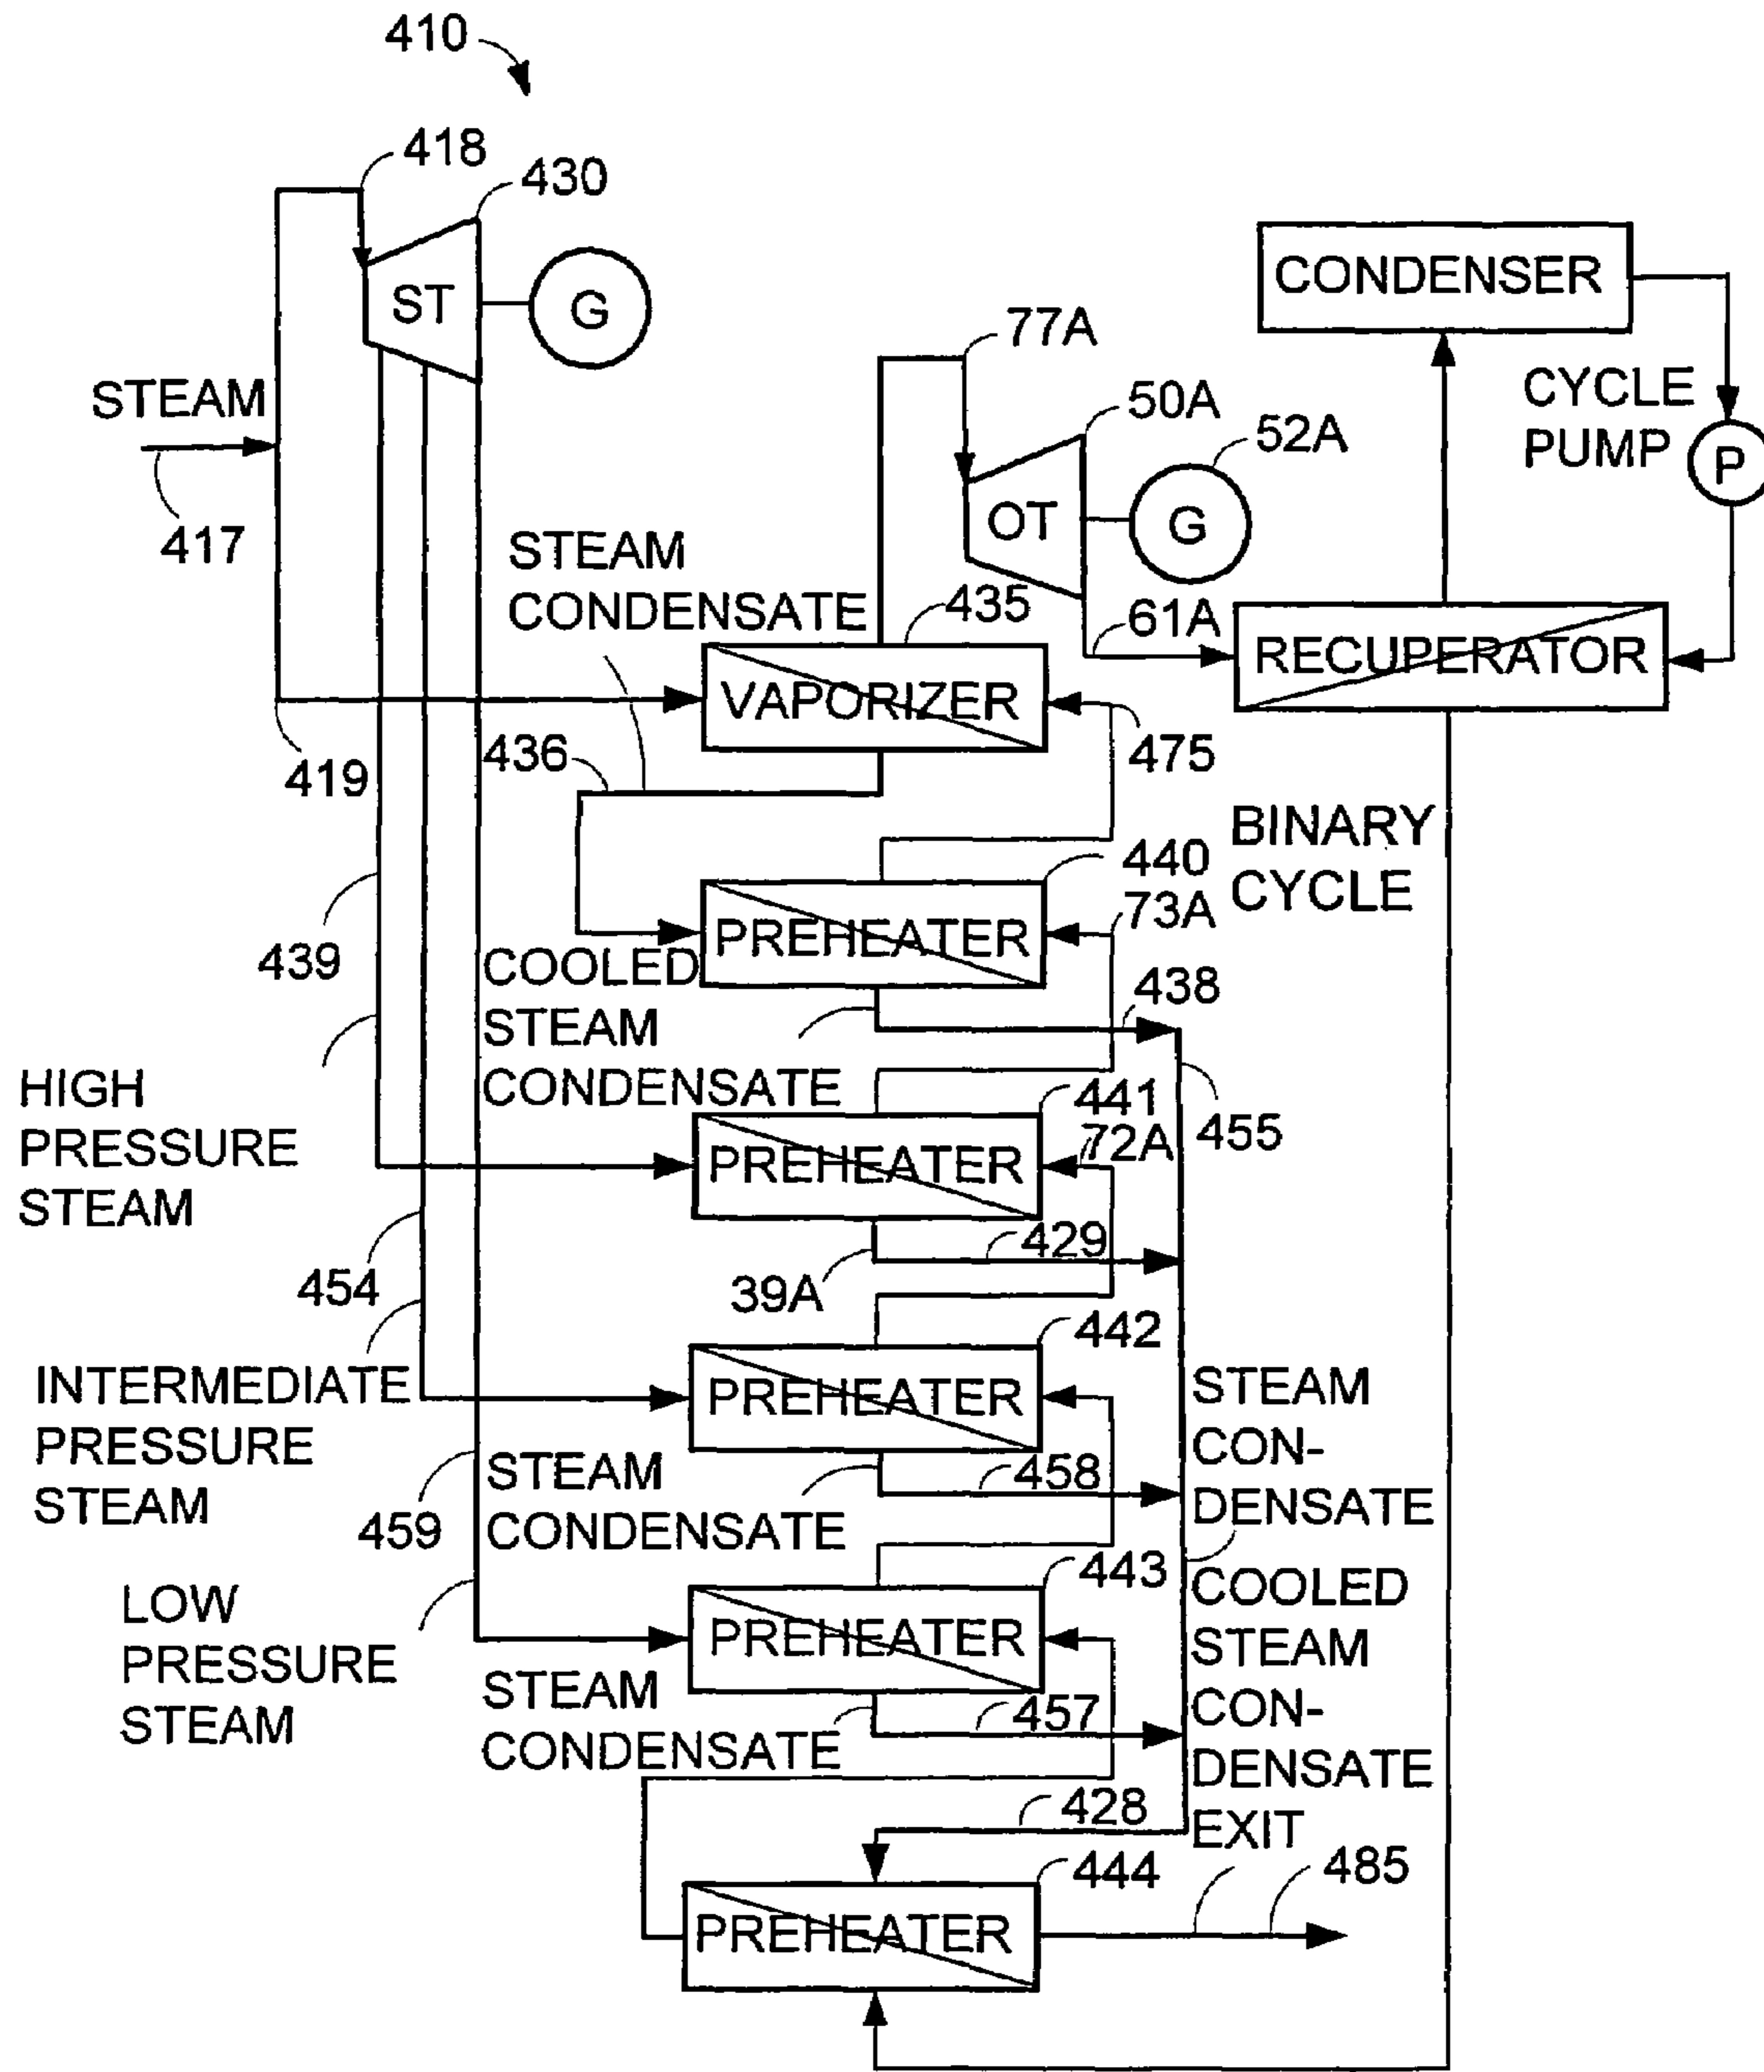 410
418
430
ST
G
STEAM
417
CONDENSER
77A
CYCLE
PUMP
P
50A
52A
OT
G
STEAM
CONDENSATE
435
61A
RECUPERATOR
VAPORIZER
419
436
475
BINARY
CYCLE
440
73A
PREHEATER
439
COOLED
STEAM
CONDENSATE
438
HIGH
PRESSURE
STEAM
441
72A
455
PREHEATER
429
454
39A
442
INTERMEDIATE
PRESSURE
STEAM
PREHEATER
STEAM
CON-
DENSATE
459
STEAM
CONDENSATE
458
443
COOLED
STEAM
CON-
DENSATE
EXIT
LOW
PRESSURE
STEAM
PREHEATER
STEAM
CONDENSATE
457
428
444
485
PREHEATER